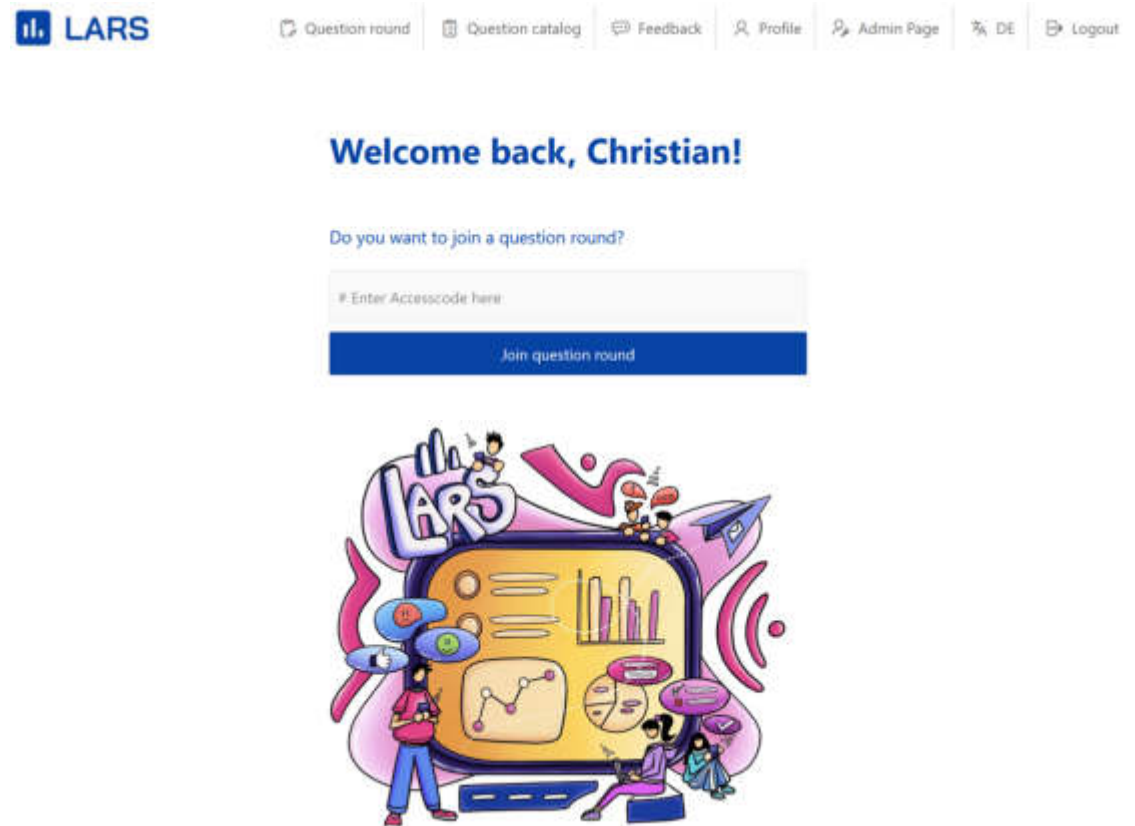 LARS
Question round
Question catalog
Feedback
Profile
Admin Page
DE
Logout
Welcome back, Christian!
Do you want to join a question round?
# Enter Accesscode here
Join question round
LARS